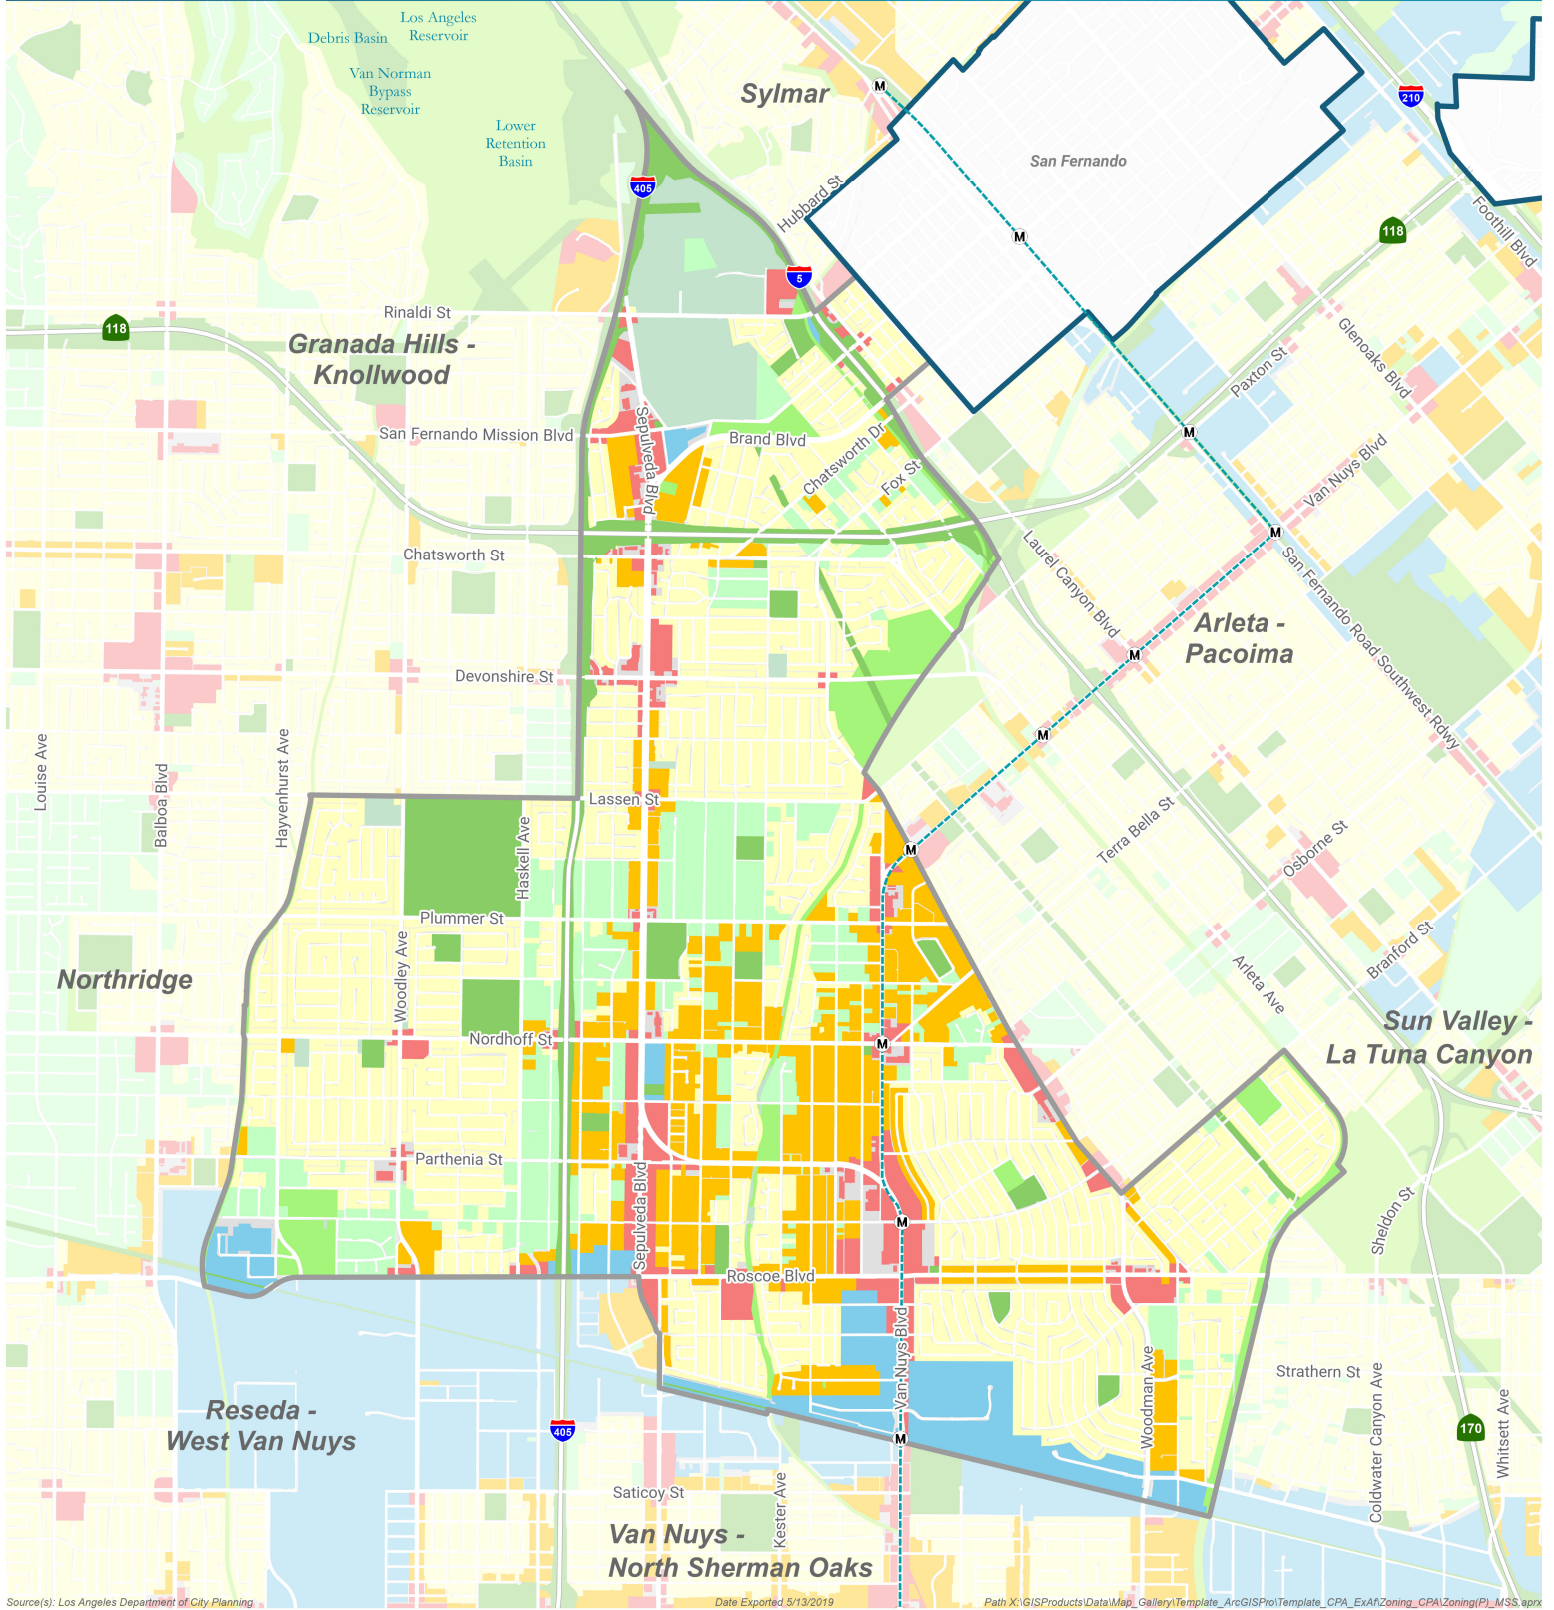 Los Angeles
Reservoir
Debris Basin
Van Norman
Bypass
Reservoir
Lower
Retention
Basin
Sylmar
M
210
San Fernando
Hubbard St
405
Foothill Blvd
118
M
5
Rinaldi St
118
Granada Hills -
Knollwood
Glenoaks Blvd
Paxton St
San Fernando Mission Blvd
Sepulveda Blvd
Brand Blvd
Chatsworth Dr
Fox St
M
Van Nuys Blvd
Chatsworth St
M
Laurel Canyon Blvd
San Fernando Road Southwest Rdwy
Arleta -
Pacoima
M
Devonshire St
M
Louise Ave
Balboa Blvd
Hayvenhurst Ave
Lassen St
Haskell Ave
M
Terra Bella St
Osborne St
Plummer St
Woodley Ave
Northridge
Branford St
Arleta Ave
Sun Valley -
La Tuna Canyon
Nordhoff St
M
Parthenia St
Sepulveda Blvd
M
Sheldon St
Roscoe Blvd
Van Nuys Blvd
Woodman Ave
Strathern St
Coldwater Canyon Ave
Whitsett Ave
Reseda -
West Van Nuys
405
M
170
Saticoy St
Kester Ave
Van Nuys -
North Sherman Oaks
Source(s): Los Angeles Department of City Planning
Date Exported 5/13/2019
Path X:\GISProducts\Data\Map_Gallery\Template_ArcGISPro\Template_CPA_ExAf\Zoning_CPA\Zoning(P)_MSS.aprx